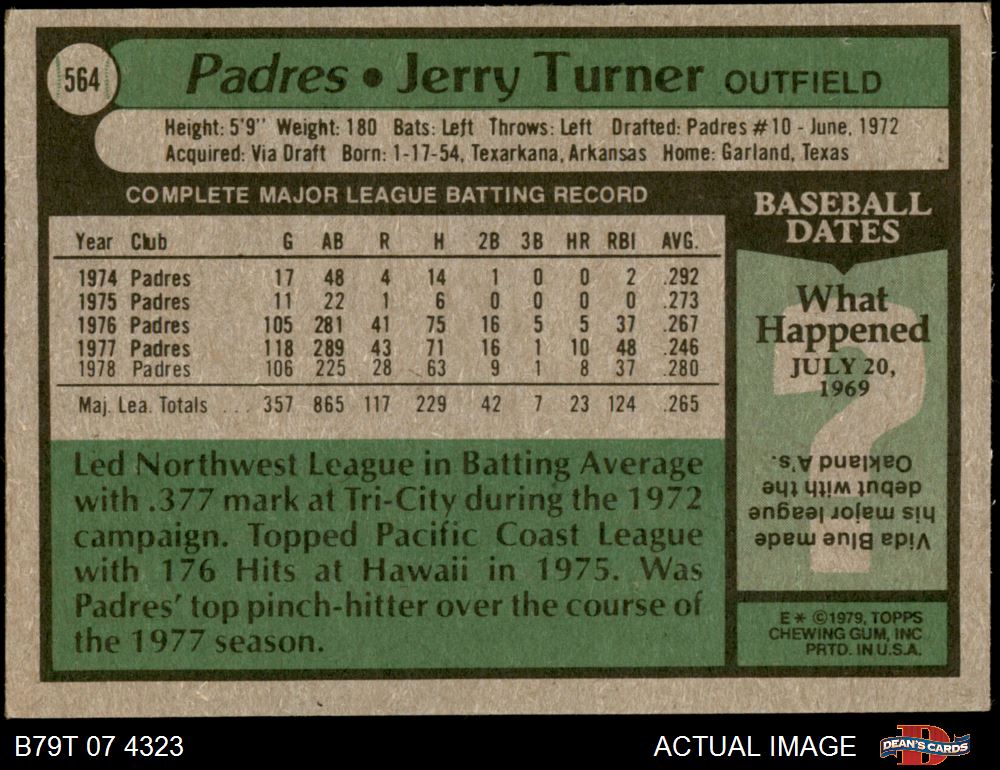 564
Padres • Jerry Turner OUTFIELD
Height: 5'9" Weight: 180 Bats: Left Throws: Left Drafted: Padres #10 - June, 1972
Acquired: Via Draft Born: 1-17-54, Texarkana, Arkansas Home: Garland, Texas
COMPLETE MAJOR LEAGUE BATTING RECORD
Year Club G AB R H 2B 3B HR RBI AVG.
1974 Padres 17 48 4 14 1 0 0 2 .292
1975 Padres 11 22 1 6 0 0 0 0 .273
1976 Padres 105 281 41 75 16 5 5 37 .267
1977 Padres 118 289 43 71 16 1 10 48 .246
1978 Padres 106 225 28 63 9 1 8 37 .280
Maj. Lea. Totals ... 357 865 117 229 42 7 23 124 .265
Led Northwest League in Batting Average
with .377 mark at Tri-City during the 1972
campaign. Topped Pacific Coast League
with 176 Hits at Hawaii in 1975. Was
Padres' top pinch-hitter over the course of
the 1977 season.
BASEBALL
DATES
What
Happened
JULY 20,
1969
?
Vida Blue made
his major league
debut with the
Oakland A's.
E* ©1979, TOPPS
CHEWING GUM, INC
PRTD. IN U.S.A.
B79T 07 4323
ACTUAL IMAGE
D
DEAN'S CARDS